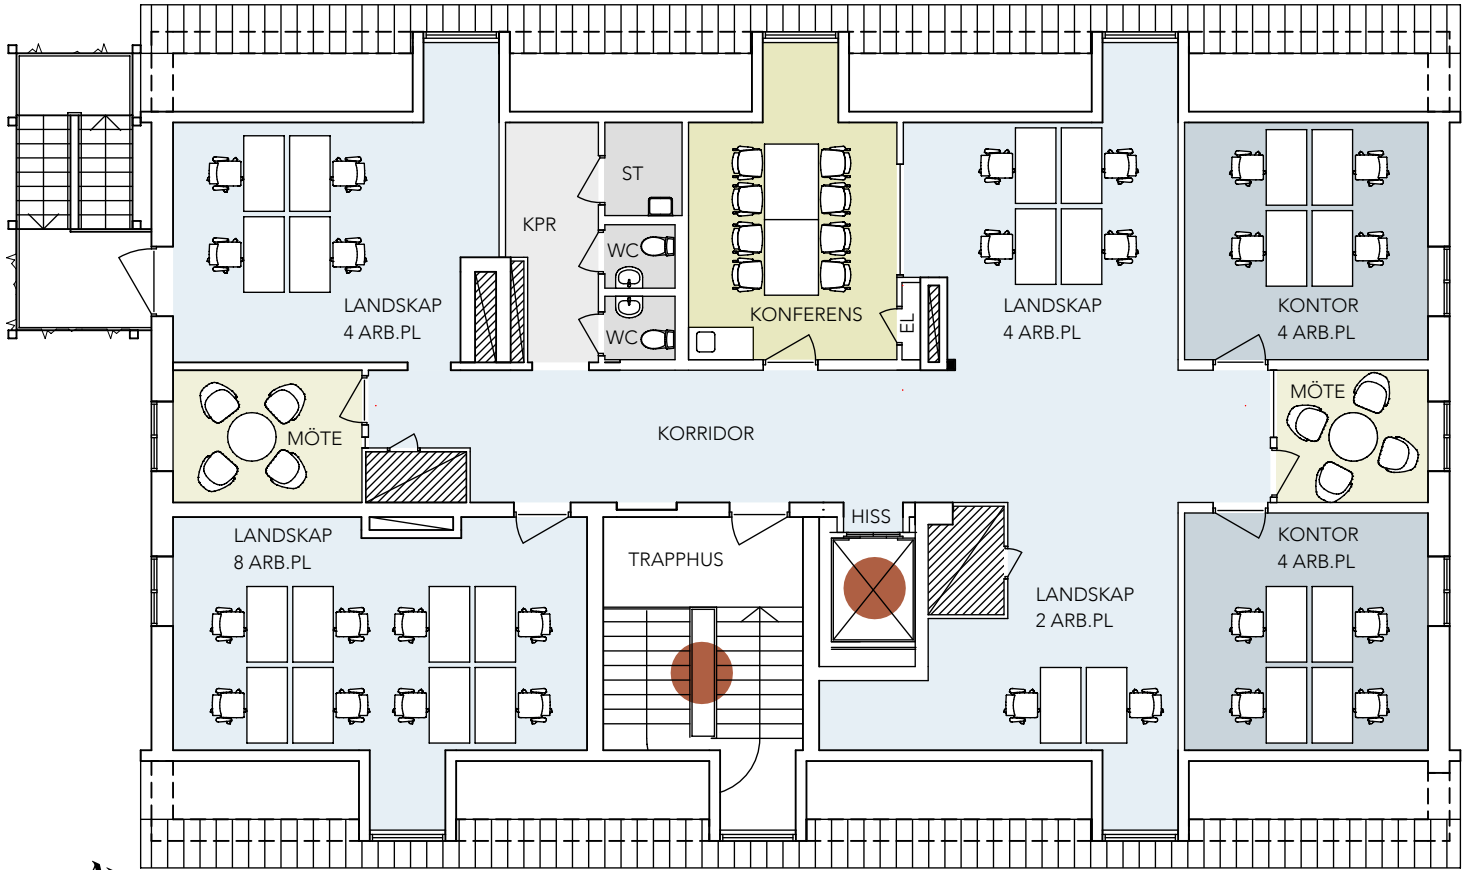 ST
KPR
WC
WC
LANDSKAP
4 ARB.PL
KONFERENS
EL
LANDSKAP
4 ARB.PL
KONTOR
4 ARB.PL
MÖTE
MÖTE
KORRIDOR
HISS
LANDSKAP
8 ARB.PL
TRAPPHUS
KONTOR
4 ARB.PL
LANDSKAP
2 ARB.PL